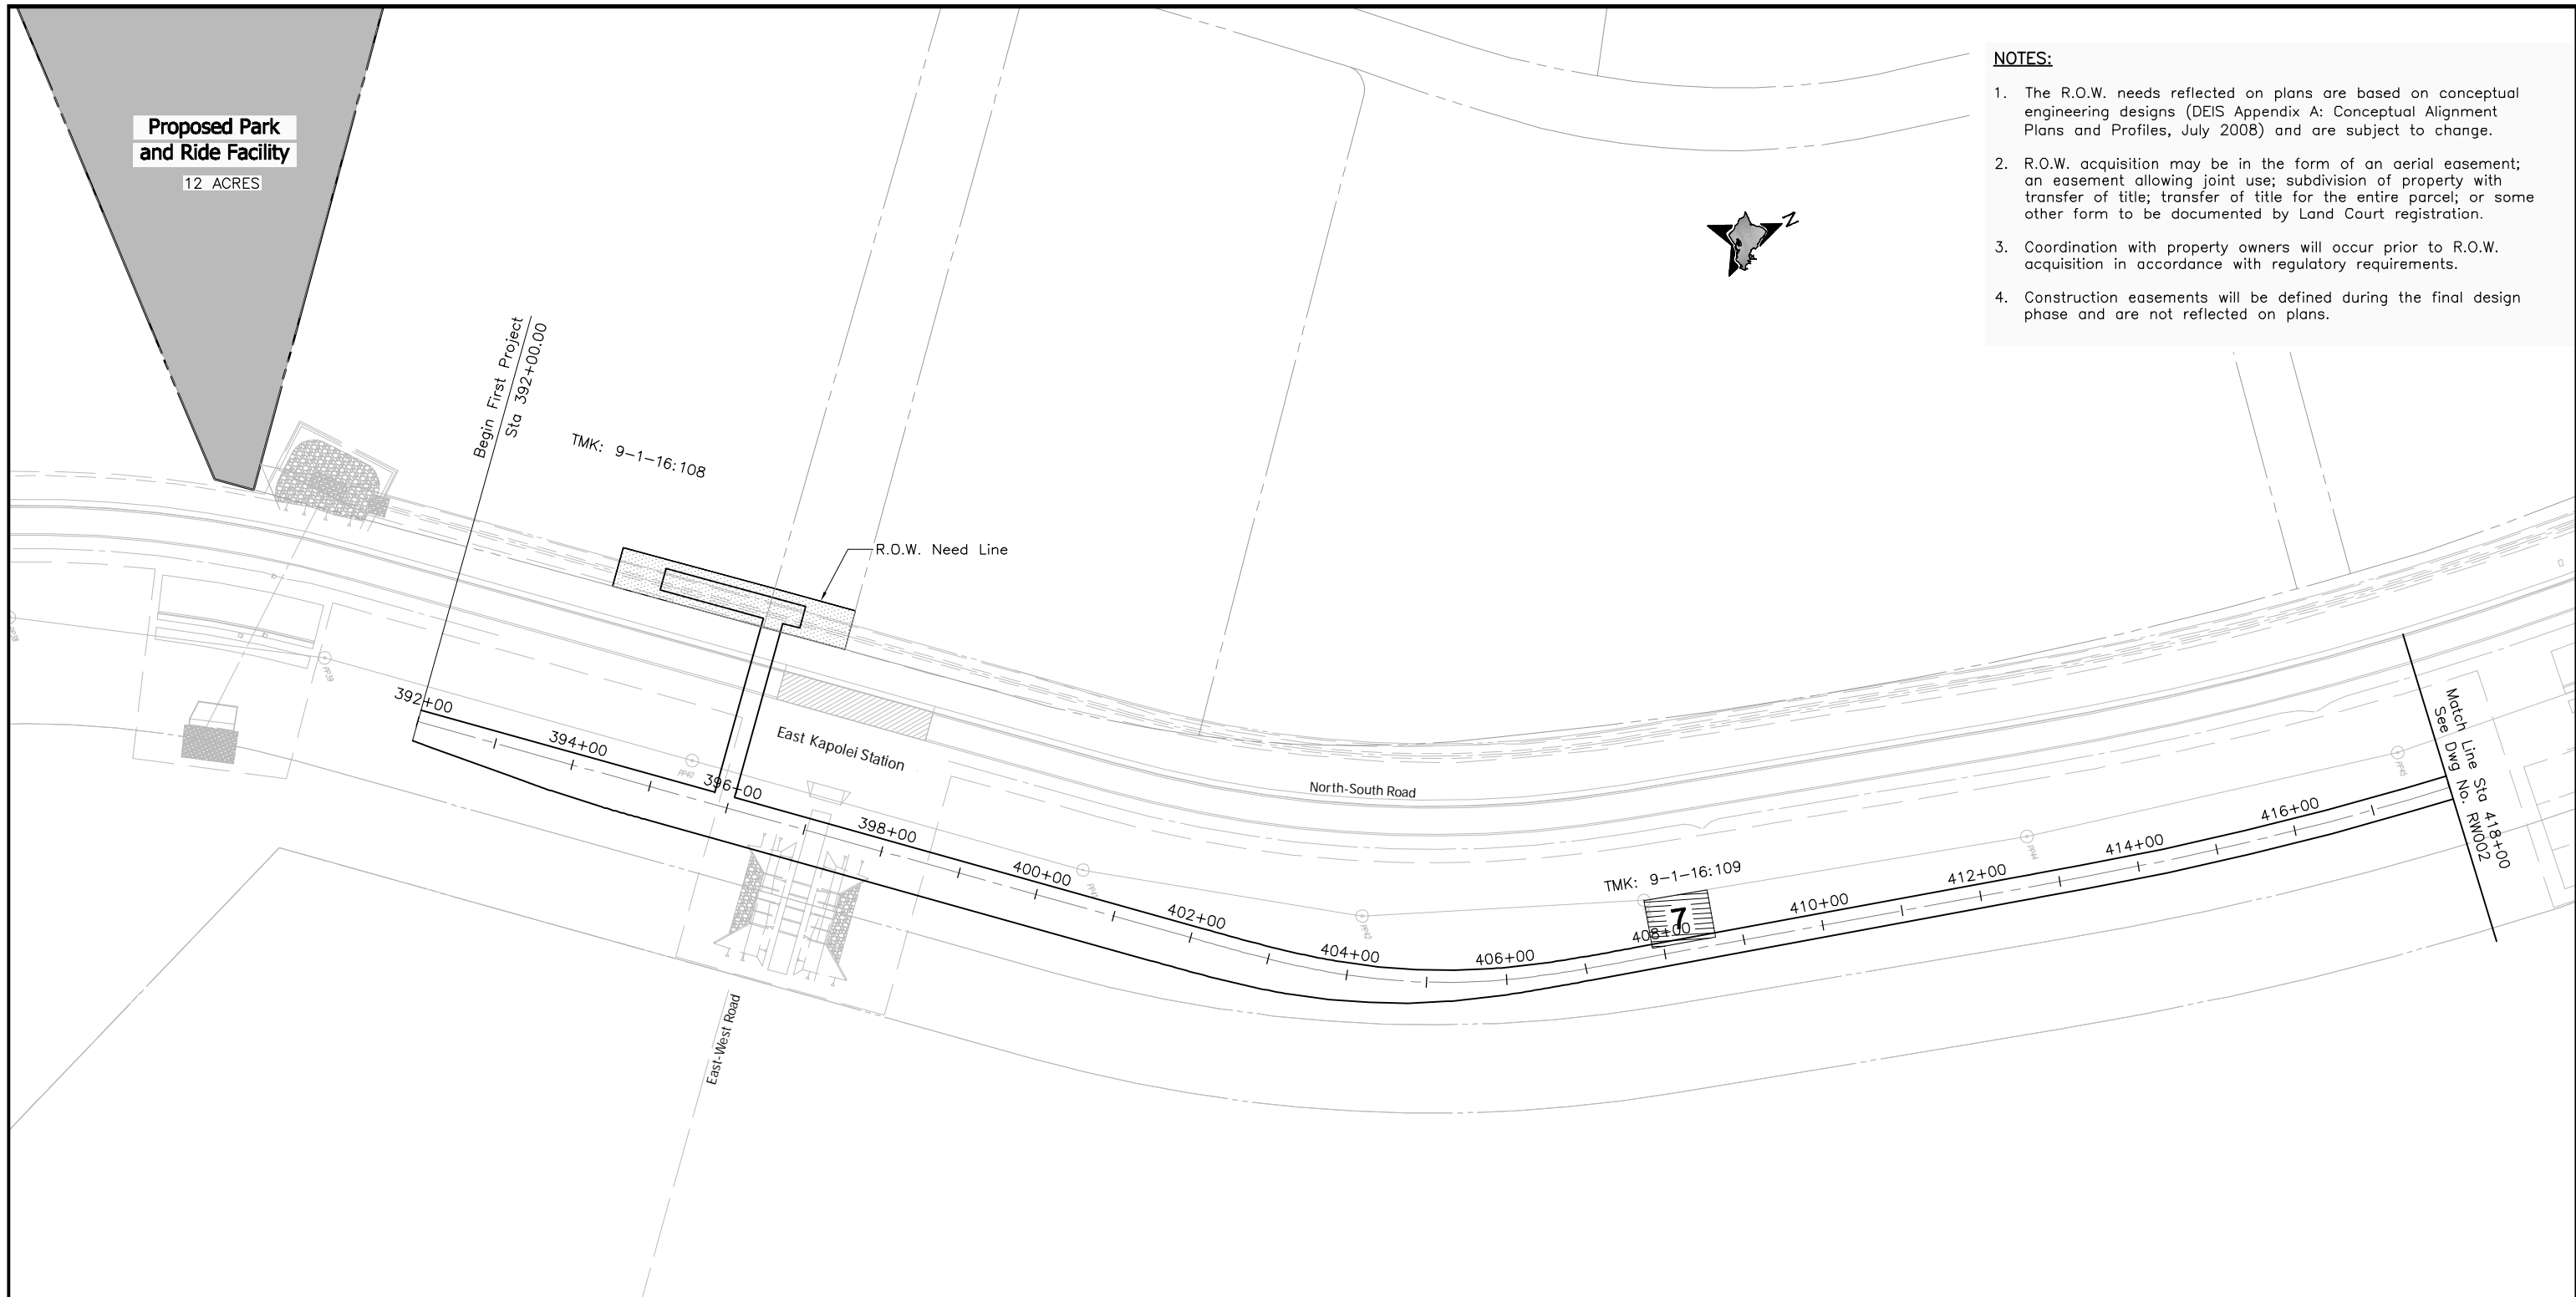 NOTES:
1. The R.O.W. needs reflected on plans are based on conceptual
engineering designs (DEIS Appendix A: Conceptual Alignment
Plans and Profiles, July 2008) and are subject to change.
2. R.O.W. acquisition may be in the form of an aerial easement;
an easement allowing joint use; subdivision of property with
transfer of title; transfer of title for the entire parcel; or some
other form to be documented by Land Court registration.
3. Coordination with property owners will occur prior to R.O.W.
acquisition in accordance with regulatory requirements.
4. Construction easements will be defined during the final design
phase and are not reflected on plans.
Proposed Park
and Ride Facility
12 ACRES
N
Begin First Project
Sta 392+00.00
TMK: 9-1-16:108
R.O.W. Need Line
PP38
PP39
PP40
392+00
394+00
396+00
East Kapolei Station
398+00
400+00
402+00
404+00
406+00
408+00
410+00
412+00
414+00
416+00
North-South Road
PP42
PP44
PP45
TMK: 9-1-16:109
7
Match Line Sta 418+00
See Dwg No. RW002
East-West Road